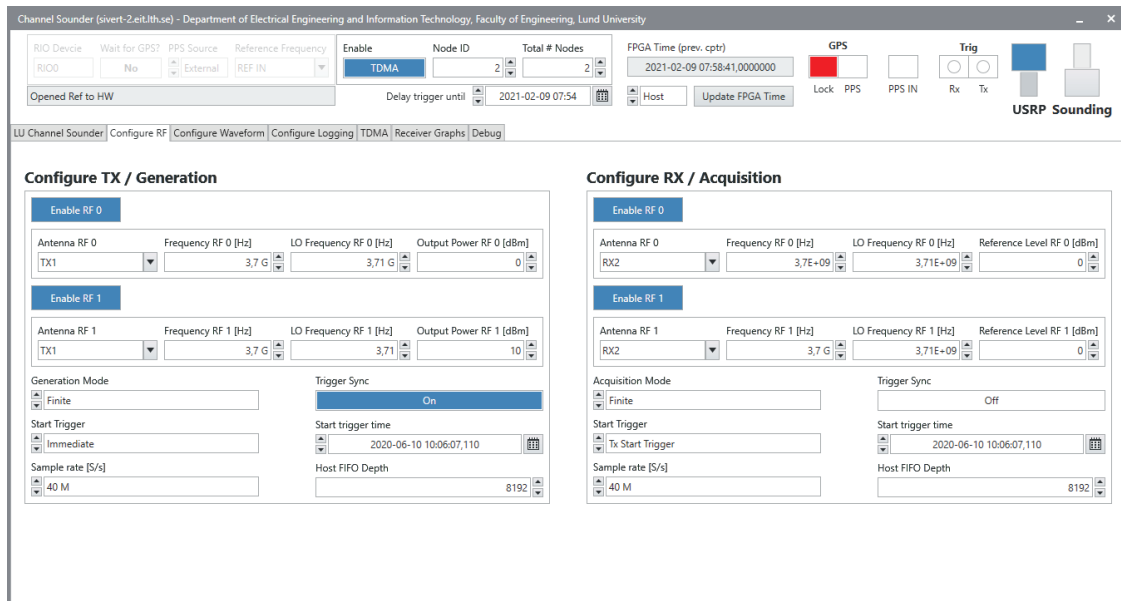 Channel Sounder (sivert-2.eit.lth.se) - Department of Electrical Engineering and Information Technology, Faculty of Engineering, Lund University
RIO Devcie Wait for GPS? PPS Source Reference Frequency
RIO0 No External REF IN
Opened Ref to HW
Enable Node ID Total # Nodes
TDMA 2 2
Delay trigger until 2021-02-09 07:54
FPGA Time (prev. cptr)
2021-02-09 07:58:41,0000000
Host Update FPGA Time
GPS
Lock PPS
PPS IN
Trig
Rx Tx
USRP Sounding
LU Channel Sounder Configure RF Configure Waveform Configure Logging TDMA Receiver Graphs Debug
Configure TX / Generation
Enable RF 0
Antenna RF 0 Frequency RF 0 [Hz] LO Frequency RF 0 [Hz] Output Power RF 0 [dBm]
TX1 3,7 G 3,71 G 0
Enable RF 1
Antenna RF 1 Frequency RF 1 [Hz] LO Frequency RF 1 [Hz] Output Power RF 1 [dBm]
TX1 3,7 G 3,71 10
Generation Mode Trigger Sync
Finite On
Start Trigger Start trigger time
Immediate 2020-06-10 10:06:07,110
Sample rate [S/s] Host FIFO Depth
40 M 8192
Configure RX / Acquisition
Enable RF 0
Antenna RF 0 Frequency RF 0 [Hz] LO Frequency RF 0 [Hz] Reference Level RF 0 [dBm]
RX2 3,7E+09 3,71E+09 0
Enable RF 1
Antenna RF 1 Frequency RF 1 [Hz] LO Frequency RF 1 [Hz] Reference Level RF 1 [dBm]
RX2 3,7 G 3,71E+09 0
Acquisition Mode Trigger Sync
Finite Off
Start Trigger Start trigger time
Tx Start Trigger 2020-06-10 10:06:07,110
Sample rate [S/s] Host FIFO Depth
40 M 8192